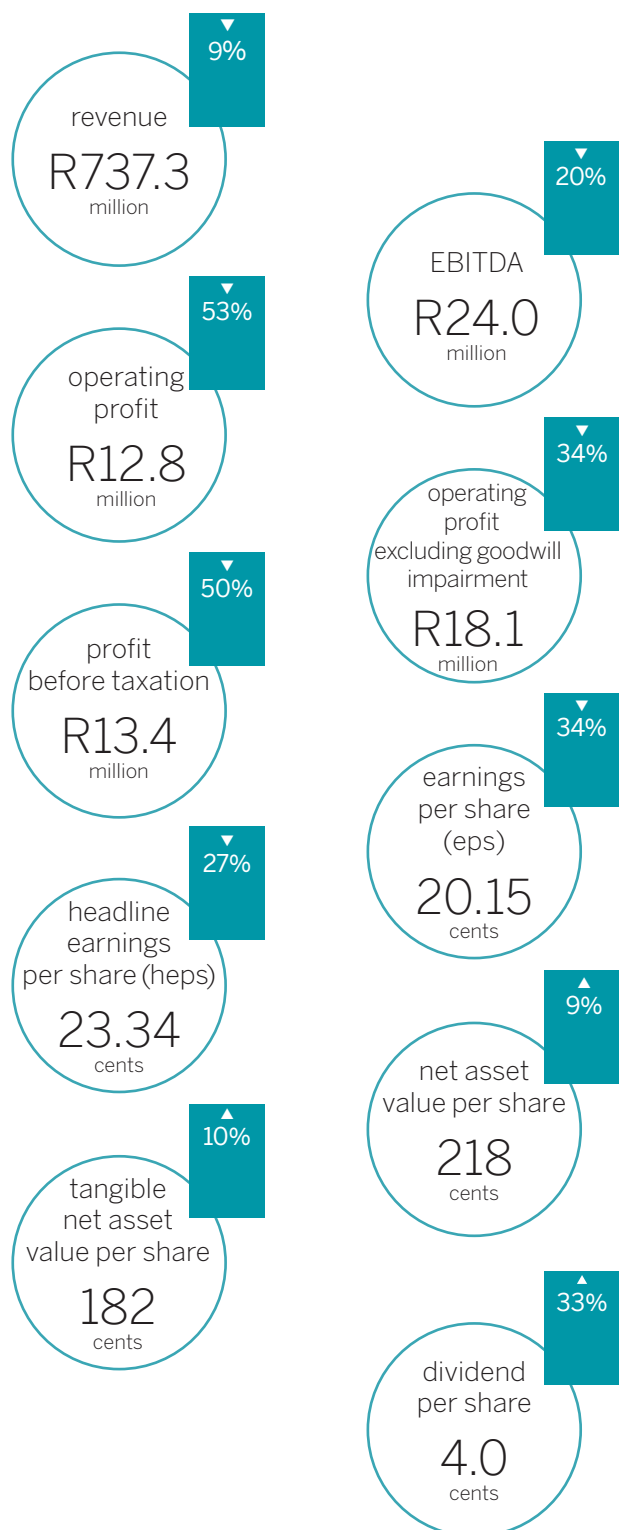 ▼
9%
revenue
R737.3
million
▼
20%
EBITDA
R24.0
million
▼
53%
operating
profit
R12.8
million
▼
34%
operating
profit
excluding goodwill
impairment
R18.1
million
▼
50%
profit
before taxation
R13.4
million
▼
34%
earnings
per share
(eps)
20.15
cents
▼
27%
headline
earnings
per share (heps)
23.34
cents
▲
9%
net asset
value per share
218
cents
▲
10%
tangible
net asset
value per share
182
cents
▲
33%
dividend
per share
4.0
cents